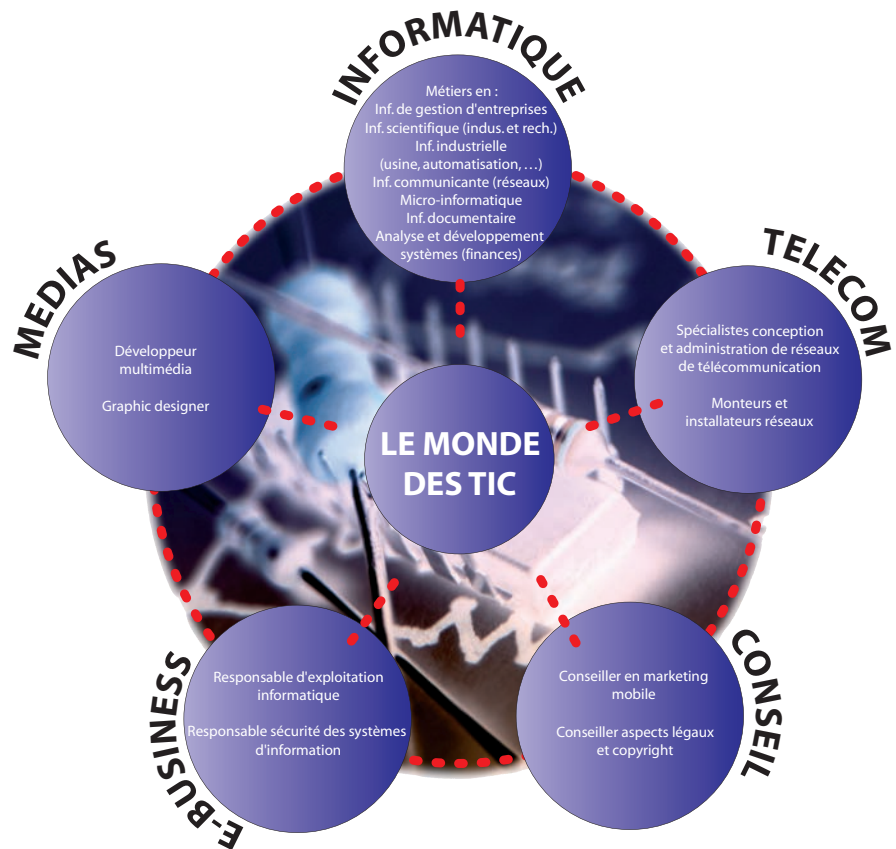 INFORMATIQUE
Métiers en :
Inf. de gestion d'entreprises
Inf. scientifique (indus. et rech.)
Inf. industrielle
(usine, automatisation, …)
Inf. communicante (réseaux)
Micro-informatique
Inf. documentaire
Analyse et développement
systèmes (finances)
TELECOM
Spécialistes conception
et administration de réseaux
de télécommunication
Monteurs et
installateurs réseaux
MEDIAS
Développeur
multimédia
Graphic designer
LE MONDE
DES TIC
E-BUSINESS
Responsable d'exploitation
informatique
Responsable sécurité des systèmes
d'information
CONSEIL
Conseiller en marketing
mobile
Conseiller aspects légaux
et copyright